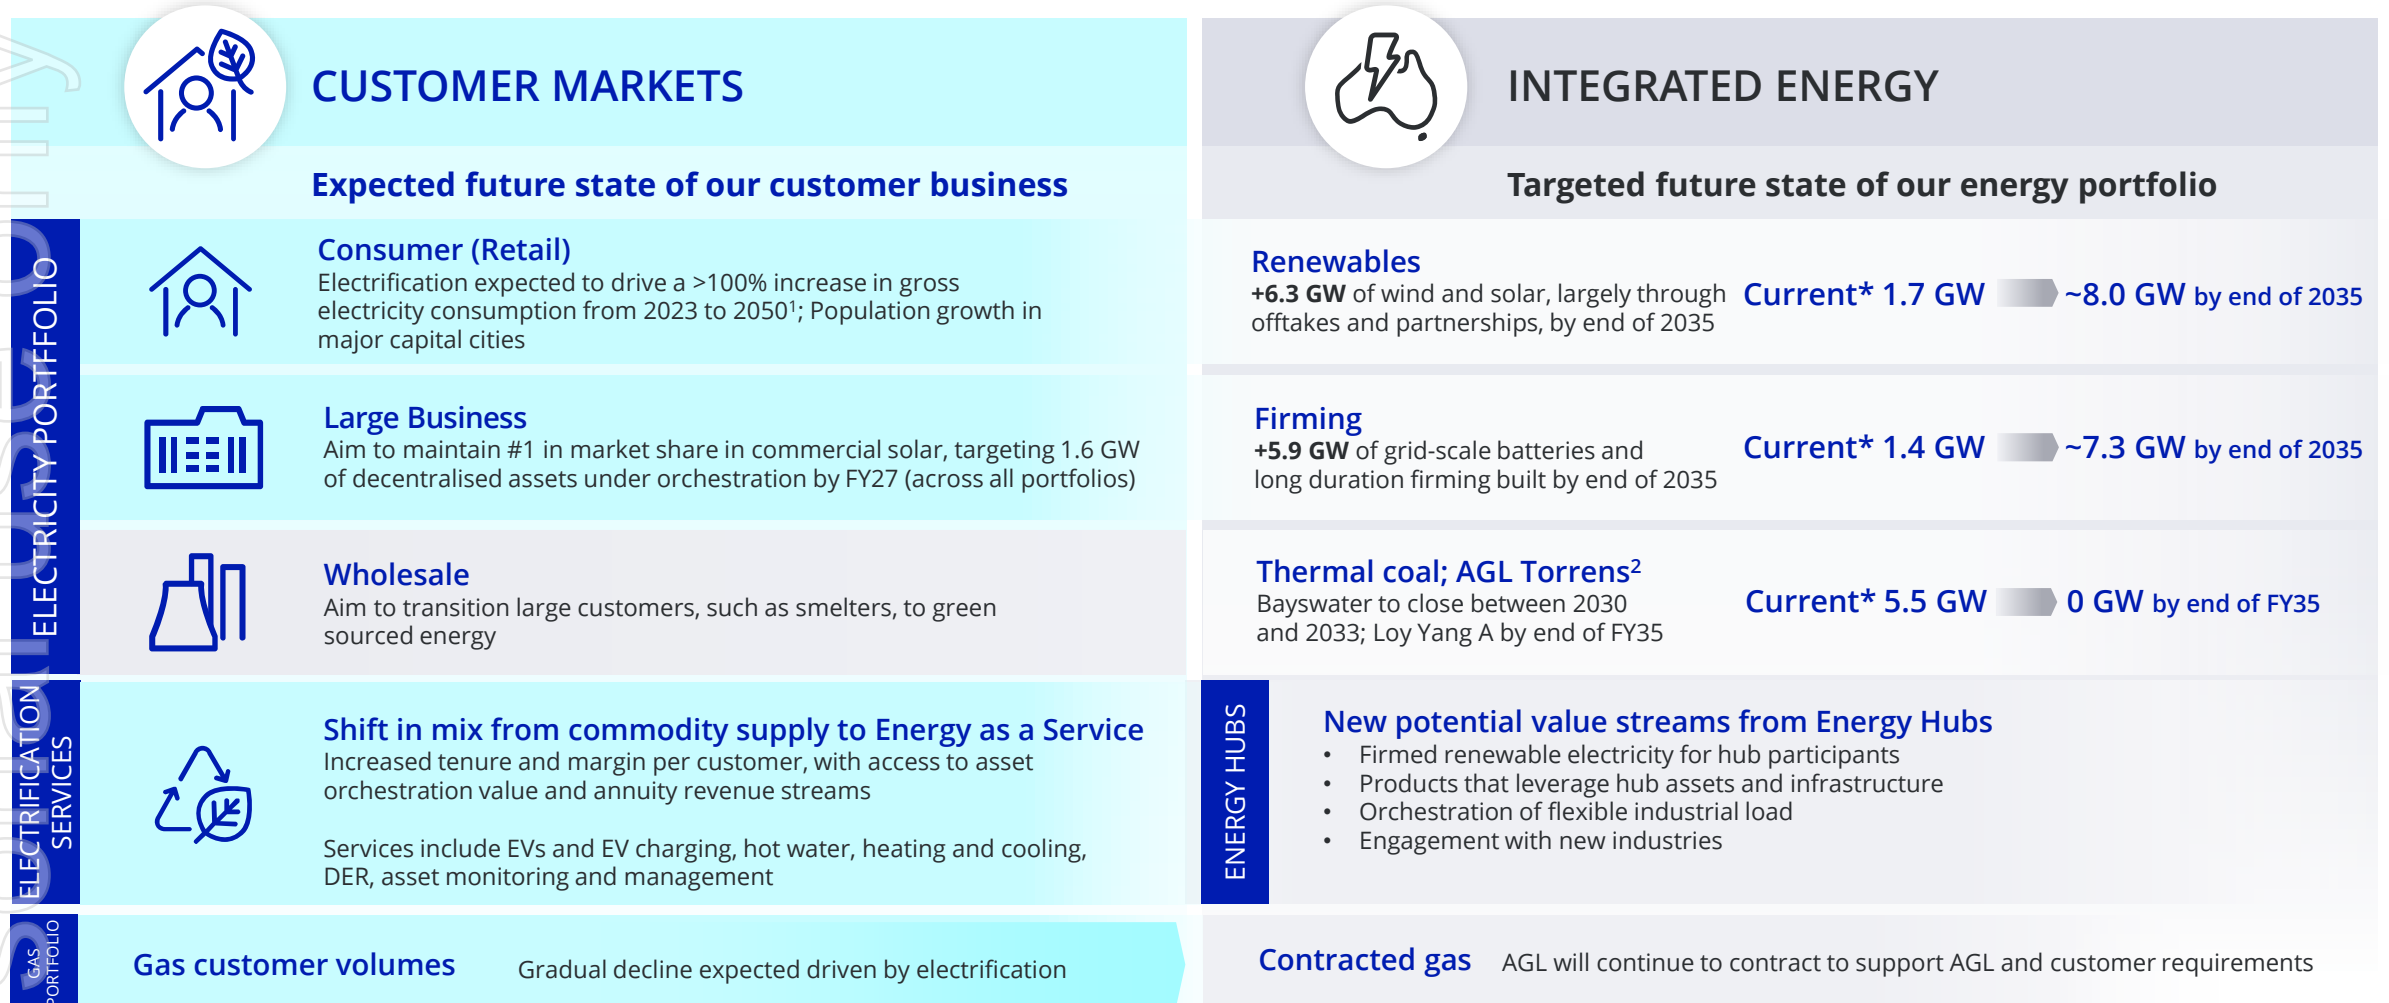 CUSTOMER MARKETS
Expected future state of our customer business
ELECTRICITY PORTFFOLIO
Consumer (Retail)
Electrification expected to drive a >100% increase in gross
electricity consumption from 2023 to 2050¹; Population growth in
major capital cities
Large Business
Aim to maintain #1 in market share in commercial solar, targeting 1.6 GW
of decentralised assets under orchestration by FY27 (across all portfolios)
Wholesale
Aim to transition large customers, such as smelters, to green
sourced energy
ELECTRIFICATION
SERVICES
Shift in mix from commodity supply to Energy as a Service
Increased tenure and margin per customer, with access to asset
orchestration value and annuity revenue streams
Services include EVs and EV charging, hot water, heating and cooling,
DER, asset monitoring and management
GAS
PORTFOLIO
Gas customer volumes
Gradual decline expected driven by electrification
INTEGRATED ENERGY
Targeted future state of our energy portfolio
Renewables
+6.3 GW of wind and solar, largely through
offtakes and partnerships, by end of 2035
Current* 1.7 GW ~8.0 GW by end of 2035
Firming
+5.9 GW of grid-scale batteries and
long duration firming built by end of 2035
Current* 1.4 GW ~7.3 GW by end of 2035
Thermal coal; AGL Torrens²
Bayswater to close between 2030
and 2033; Loy Yang A by end of FY35
Current* 5.5 GW 0 GW by end of FY35
ENERGY HUBS
New potential value streams from Energy Hubs
• Firmed renewable electricity for hub participants
• Products that leverage hub assets and infrastructure
• Orchestration of flexible industrial load
• Engagement with new industries
Contracted gas
AGL will continue to contract to support AGL and customer requirements